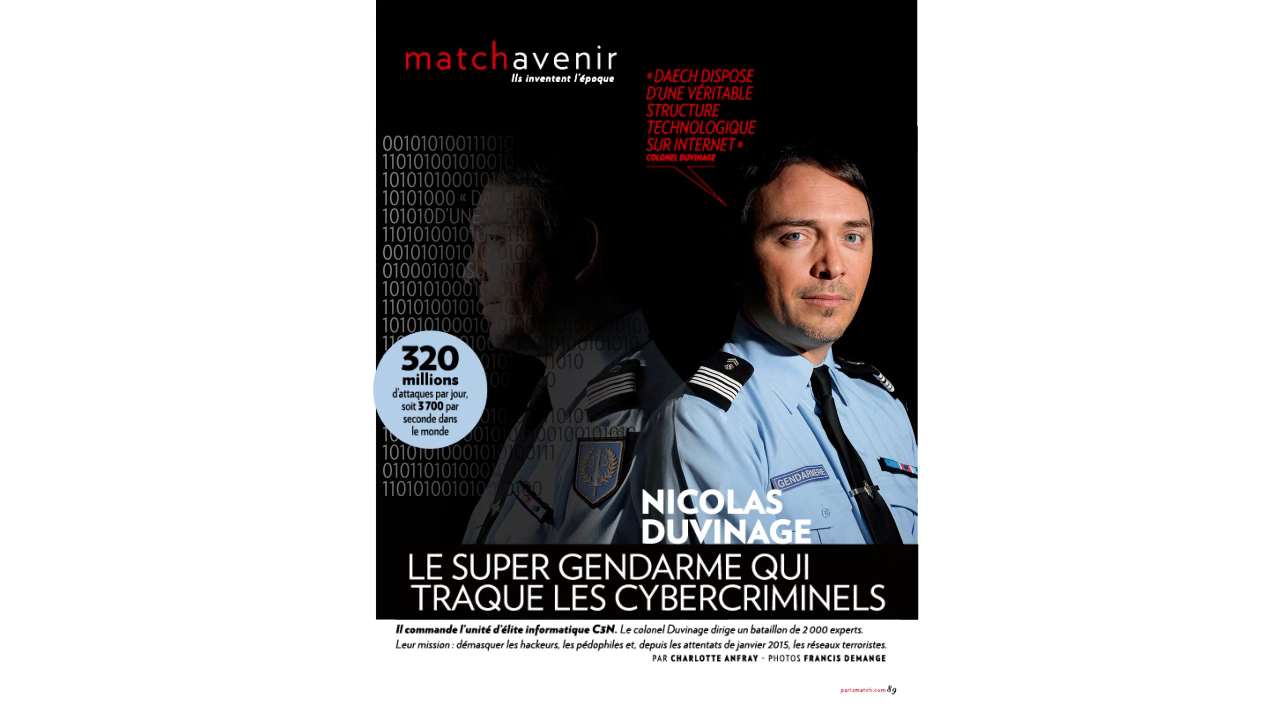 matchavenir
Ils inventent l'époque
« DAECH DISPOSE
D'UNE VÉRITABLE
STRUCTURE
TECHNOLOGIQUE
SUR INTERNET »
COLONEL DUVINAGE
320
millions
d'attaques par jour,
soit 3 700 par
seconde dans
le monde
GENDARMERIE
NICOLAS
DUVINAGE
LE SUPER GENDARME QUI
TRAQUE LES CYBERCRIMINELS
Il commande l'unité d'élite informatique C3N. Le colonel Duvinage dirige un bataillon de 2 000 experts.
Leur mission : démasquer les hackeurs, les pédophiles et, depuis les attentats de janvier 2015, les réseaux terroristes.
PAR CHARLOTTE ANFRAY - PHOTOS FRANCIS DEMANGE
parismatch.com 89